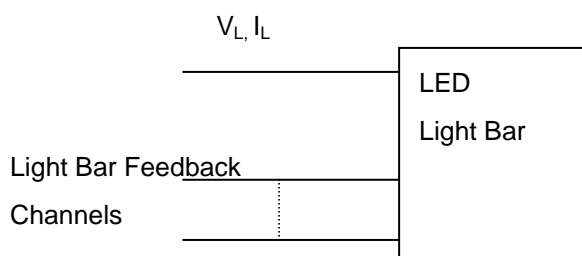 VL, IL
LED
Light Bar
Light Bar Feedback
Channels